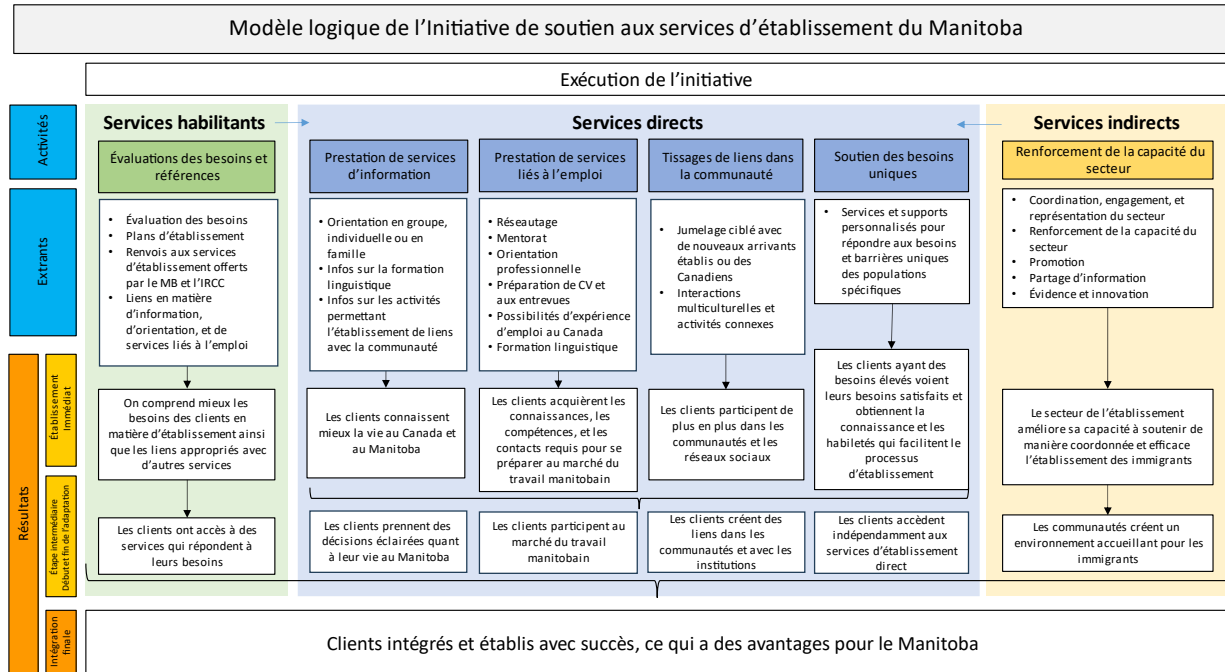 Modèle logique de l'Initiative de soutien aux services d'établissement du Manitoba
Exécution de l'initiative
Activités
Services habilitants
Services directs
Services indirects
Évaluations des besoins et
références
Prestation de services
d'information
Prestation de services
liés à l'emploi
Tissages de liens dans
la communauté
Soutien des besoins
uniques
Renforcement de la capacité du
secteur
Extrants
• Évaluation des besoins
• Plans d'établissement
• Renvois aux services
d'établissement offerts
par le MB et l'IRCC
• Liens en matière
d'information,
d'orientation, et de
services liés à l'emploi
• Orientation en groupe,
individuelle ou en
famille
• Infos sur la formation
linguistique
• Infos sur les activités
permettant
l'établissement de liens
avec la communauté
• Réseautage
• Mentorat
• Orientation
professionnelle
• Préparation de CV et
aux entrevues
• Possibilités d'expérience
d'emploi au Canada
• Formation linguistique
• Jumelage ciblé avec
de nouveaux arrivants
établis ou des
Canadiens
• Interactions
multiculturelles et
activités connexes
• Services et supports
personnalisés pour
répondre aux besoins
et barrières uniques
des populations
spécifiques
• Coordination, engagement, et
représentation du secteur
• Renforcement de la capacité du
secteur
• Promotion
• Partage d'information
• Évidence et innovation
Résultats
Établissement
Immédiat
On comprend mieux les
besoins des clients en
matière d'établissement ainsi
que les liens appropriés avec
d'autres services
Les clients connaissent
mieux la vie au Canada et
au Manitoba
Les clients acquièrent les
connaissances, les
compétences, et les
contacts requis pour se
préparer au marché du
travail manitobain
Les clients participent de
plus en plus dans les
communautés et les
réseaux sociaux
Les clients ayant des
besoins élevés voient
leurs besoins satisfaits et
obtiennent la
connaissance et les
habiletés qui facilitent le
processus
d'établissement
Le secteur de l'établissement
améliore sa capacité à soutenir de
manière coordonnée et efficace
l'établissement des immigrants
Étape intermédiaire
Début et fin de l'adaptation
Les clients ont accès à des
services qui répondent à
leurs besoins
Les clients prennent des
décisions éclairées quant
à leur vie au Manitoba
Les clients participent au
marché du travail
manitobain
Les clients créent des
liens dans les
communautés et avec les
institutions
Les clients accèdent
indépendamment aux
services d'établissement
direct
Les communautés créent un
environnement accueillant pour les
immigrants
Intégration
finale
Clients intégrés et établis avec succès, ce qui a des avantages pour le Manitoba